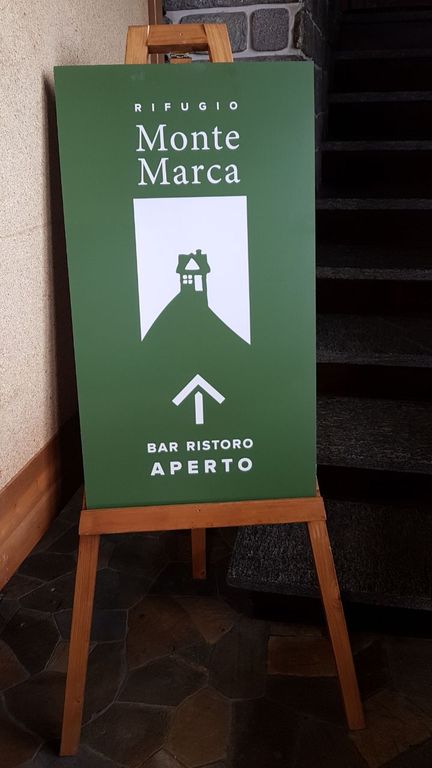 RIFUGIO
Monte
Marca
BAR RISTORO
APERTO